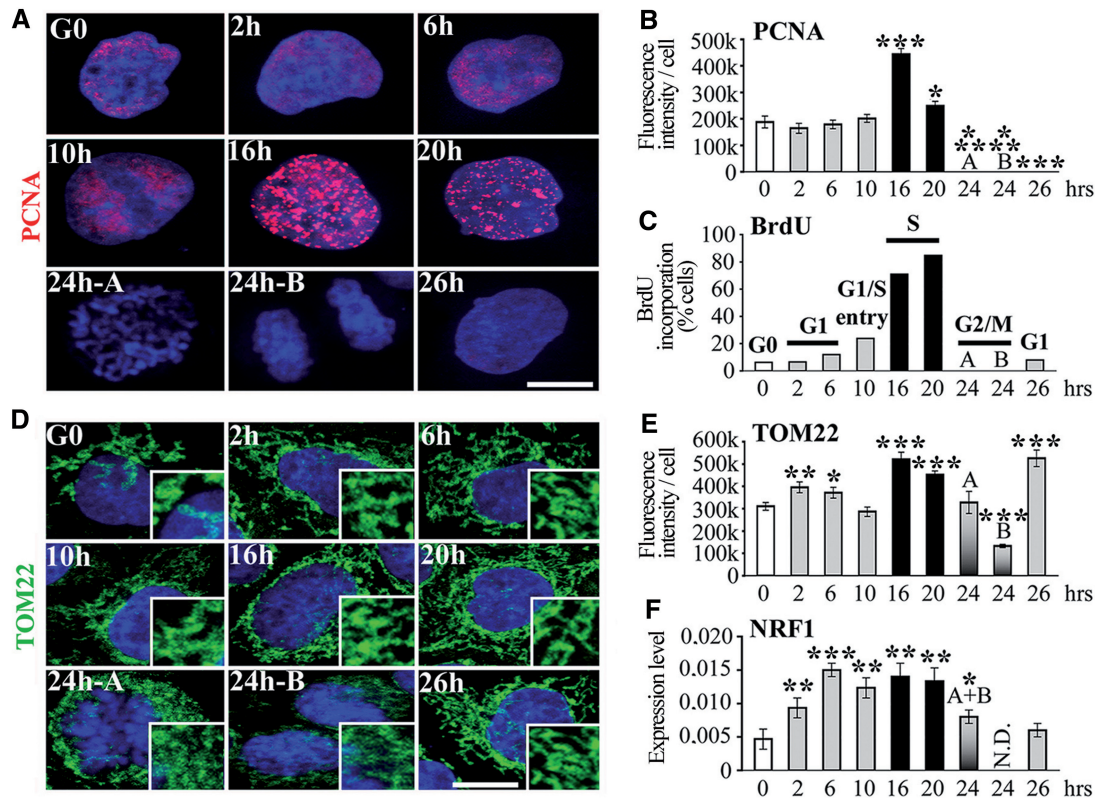 A
G0
2h
6h
10h
16h
20h
24h-A
24h-B
26h
PCNA
B
PCNA
Fluorescence
intensity / cell
500k
400k
300k
200k
100k
0
***
*
*
**
A
*
**
B
***
0 2 6 10 16 20 24 24 26 hrs
C
BrdU
BrdU
incorporation
(% cells)
100
80
60
40
20
0
G0
G1
G1/S
entry
S
G2/M
A B
G1
0 2 6 10 16 20 24 24 26 hrs
D
G0
2h
6h
10h
16h
20h
24h-A
24h-B
26h
TOM22
E
TOM22
Fluorescence
intensity / cell
600k
500k
400k
300k
200k
100k
0
**
*
***
***
A
***
B
***
0 2 6 10 16 20 24 24 26 hrs
F
NRF1
Expression level
0.020
0.015
0.010
0.005
0
**
***
**
**
**
*
A+B
N.D.
0 2 6 10 16 20 24 24 26 hrs